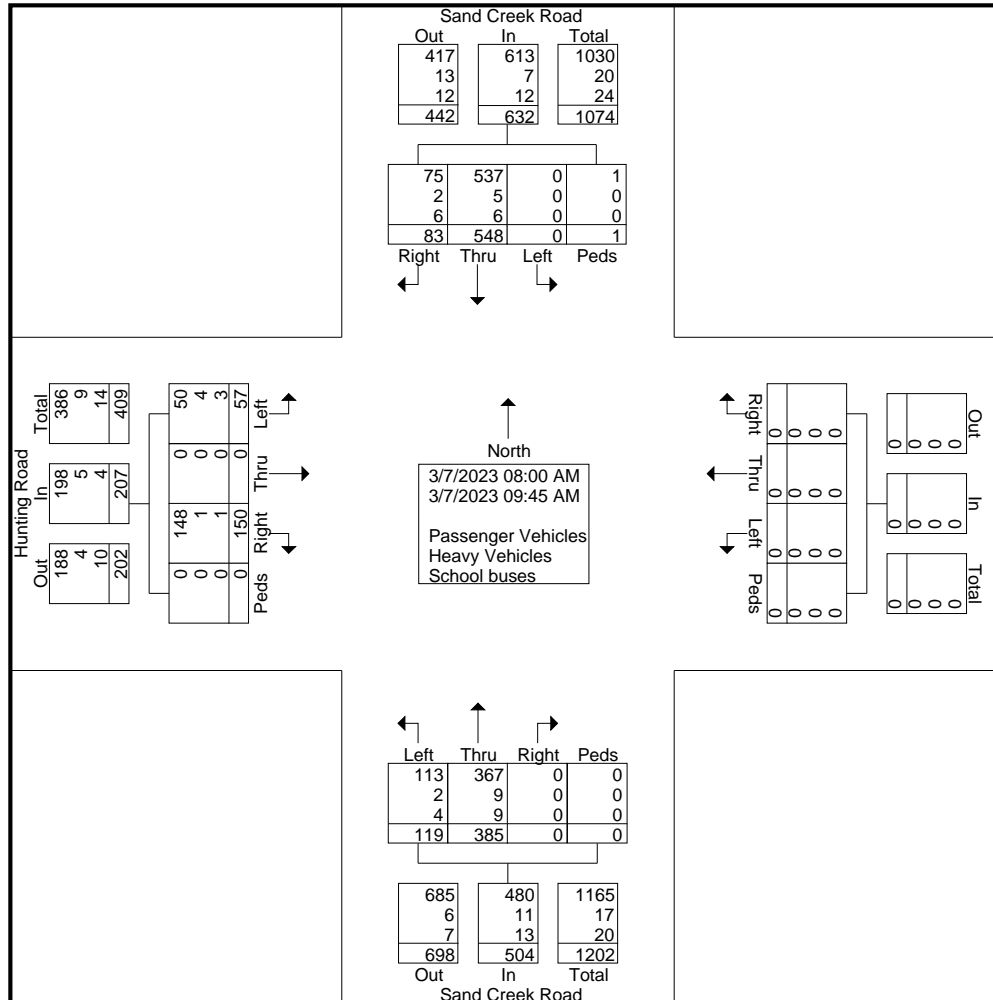 Sand Creek Road
Out In Total
417 613 1030
13 7 20
12 12 24
442 632 1074
75 537 0 1
2 5 0 0
6 6 0 0
83 548 0 1
Right Thru Left Peds
Hunting Road
Total
386
9
14
409
In
198
5
4
207
Out
188
4
10
202
Left
50
4
3
57
Thru
0
0
0
0
Right
148
1
1
150
Peds
0
0
0
0
North
3/7/2023 08:00 AM
3/7/2023 09:45 AM
Passenger Vehicles
Heavy Vehicles
School buses
Right
0
0
0
0
Thru
0
0
0
0
Left
0
0
0
0
Peds
0
0
0
0
Out
0
0
0
0
In
0
0
0
0
Total
0
0
0
0
Left Thru Right Peds
113 367 0 0
2 9 0 0
4 9 0 0
119 385 0 0
685 480 1165
6 11 17
7 13 20
698 504 1202
Out In Total
Sand Creek Road